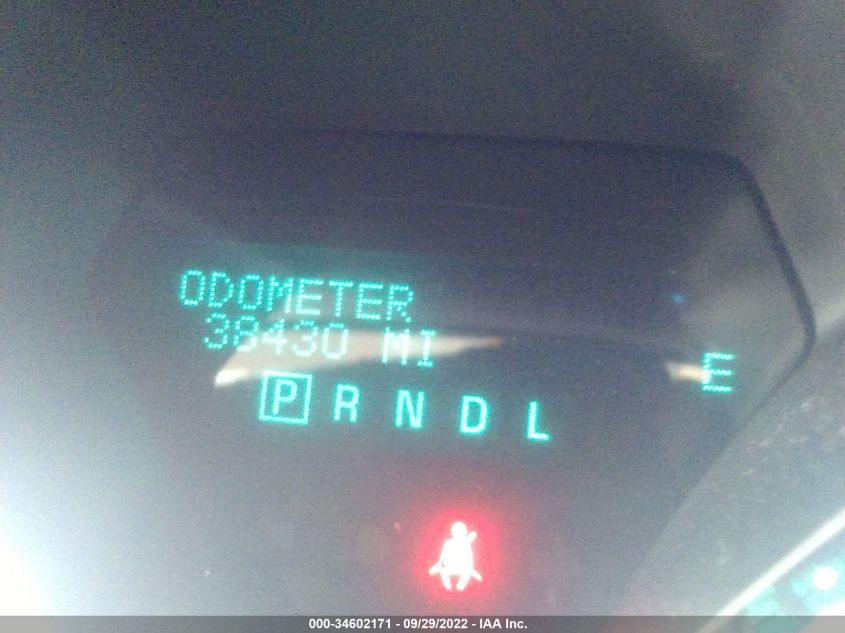 ODOMETER
38430 MI
E
P R N D L
000-34602171 - 09/29/2022 - IAA Inc.